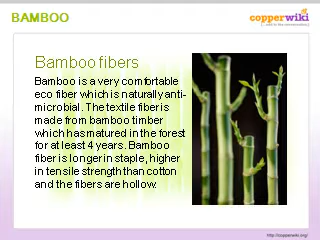 BAMBOO
copperwiki
Bamboo fibers
Bamboo is a very comfortable
eco fiber which is naturally anti-
microbial. The textile fiber is
made from bamboo timber
which has matured in the forest
for at least 4 years. Bamboo
fiber is longer in staple, higher
in tensile strength than cotton
and the fibers are hollow.
http://copperwiki.org/